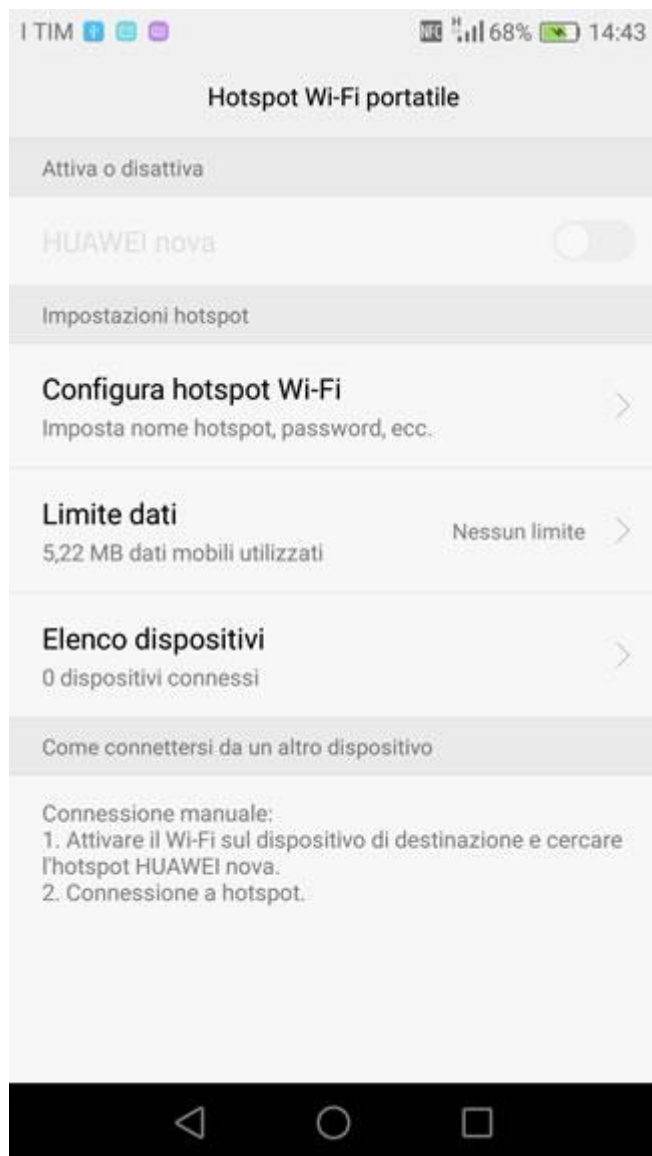 I TIM NFC H 68% 14:43
Hotspot Wi-Fi portatile
Attiva o disattiva
HUAWEI nova
Impostazioni hotspot
Configura hotspot Wi-Fi
Imposta nome hotspot, password, ecc.
Limite dati
Nessun limite
5,22 MB dati mobili utilizzati
Elenco dispositivi
0 dispositivi connessi
Come connettersi da un altro dispositivo
Connessione manuale:
1. Attivare il Wi-Fi sul dispositivo di destinazione e cercare
l'hotspot HUAWEI nova.
2. Connessione a hotspot.